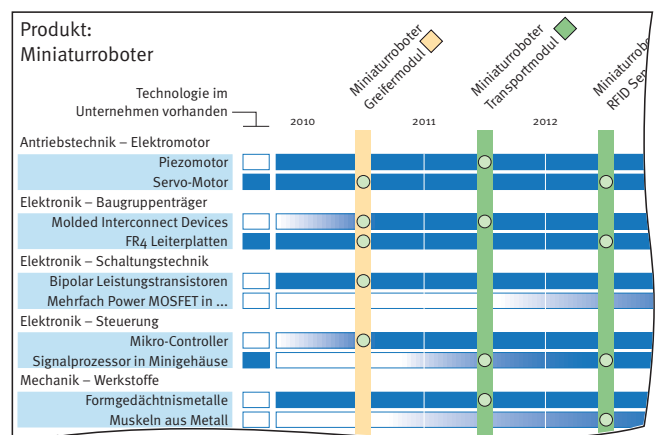 Produkt:
Miniaturroboter
Miniaturroboter
Greifermodul
Miniaturroboter
Transportmodul
RFID
Technologie im
Unternehmen vorhanden
2010
2011
2012
Antriebstechnik – Elektromotor
Piezomotor
Servo-Motor
Elektronik – Baugruppenträger
Molded Interconnect Devices
FR4 Leiterplatten
Elektronik – Schaltungstechnik
Bipolar Leistungstransistoren
Mehrfach Power MOSFET in ...
Elektronik – Steuerung
Mikro-Controller
Signalprozessor in Minigehäuse
Mechanik – Werkstoffe
Formgedächtnismetalle
Muskeln aus Metall